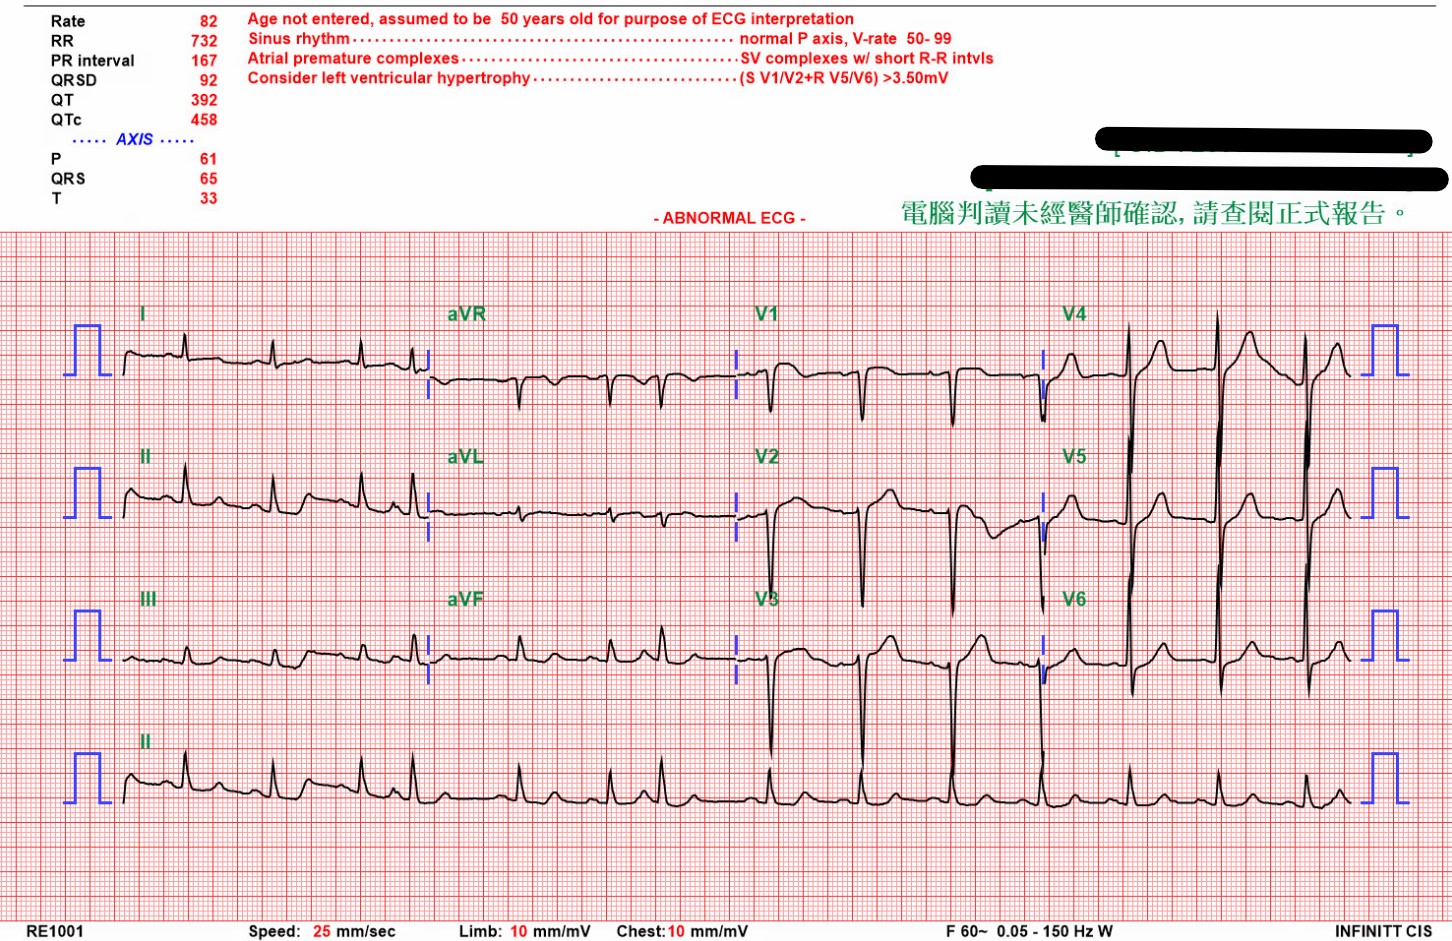 Rate 82 Age not entered, assumed to be 50 years old for purpose of ECG interpretation
RR 732 Sinus rhythm normal P axis, V-rate 50- 99
PR interval 167 Atrial premature complexes SV complexes w/ short R-R intvls
QRSD 92 Consider left ventricular hypertrophy (S V1/V2+R V5/V6) >3.50mV
QT 392
QTc 458
AXIS
P 61
QRS 65
T 33
- ABNORMAL ECG -
電腦判讀未經醫師確認, 請查閱正式報告。
I aVR V1 V4
II aVL V2 V5
III aVF V3 V6
II
RE1001 Speed: 25 mm/sec Limb: 10 mm/mV Chest:10 mm/mV F 60~ 0.05 - 150 Hz W INFINITT CIS